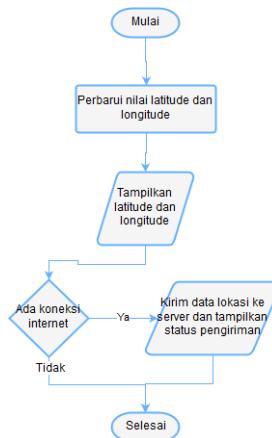 Mulai
Perbarui nilai latitude dan
longitude
Tampilkan
latitude dan
longitude
Ada koneksi
internet
Ya
Kirim data lokasi ke
server dan tampilkan
status pengiriman
Tidak
Selesai